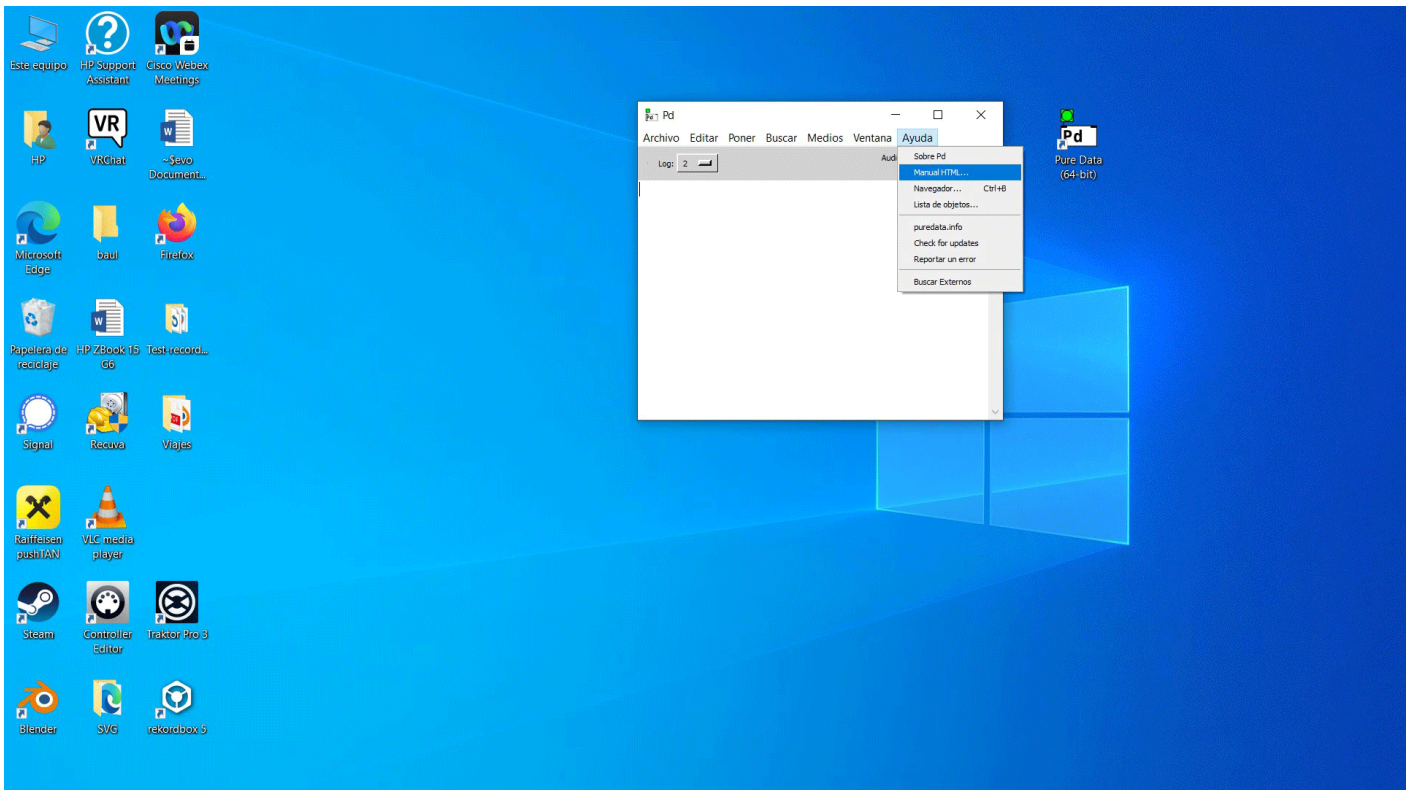 Este equipo
HP Support
Assistant
Cisco Webex
Meetings
HP
VR
VRChat
~$evo
Document...
Microsoft
Edge
baul
Firefox
Papelera de
reciclaje
HP ZBook 15
G6
Test-record...
Signal
Recuva
Viajes
Raiffeisen
pushTAN
VLC media
player
Steam
Controller
Editor
Traktor Pro 3
Blender
SVG
rekordbox 5
Pd
Archivo Editar Poner Buscar Medios Ventana Ayuda
Log: 2
Audi
Sobre Pd
Manual HTML...
Navegador... Ctrl+B
Lista de objetos...
puredata.info
Check for updates
Reportar un error
Buscar Externos
Pd
Pure Data
(64-bit)